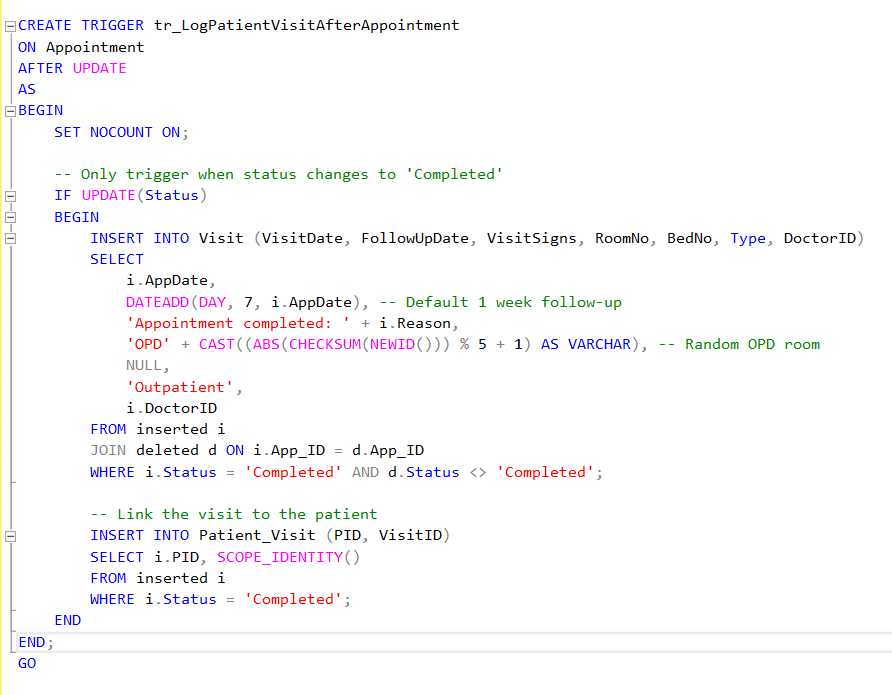 CREATE TRIGGER tr_LogPatientVisitAfterAppointment
ON Appointment
AFTER UPDATE
AS
BEGIN
    SET NOCOUNT ON;

    -- Only trigger when status changes to 'Completed'
    IF UPDATE(Status)
    BEGIN
        INSERT INTO Visit (VisitDate, FollowUpDate, VisitSigns, RoomNo, BedNo, Type, DoctorID)
        SELECT
            i.AppDate,
            DATEADD(DAY, 7, i.AppDate), -- Default 1 week follow-up
            'Appointment completed: ' + i.Reason,
            'OPD' + CAST((ABS(CHECKSUM(NEWID())) % 5 + 1) AS VARCHAR), -- Random OPD room
            NULL,
            'Outpatient',
            i.DoctorID
        FROM inserted i
        JOIN deleted d ON i.App_ID = d.App_ID
        WHERE i.Status = 'Completed' AND d.Status <> 'Completed';

        -- Link the visit to the patient
        INSERT INTO Patient_Visit (PID, VisitID)
        SELECT i.PID, SCOPE_IDENTITY()
        FROM inserted i
        WHERE i.Status = 'Completed';
    END
END;
GO